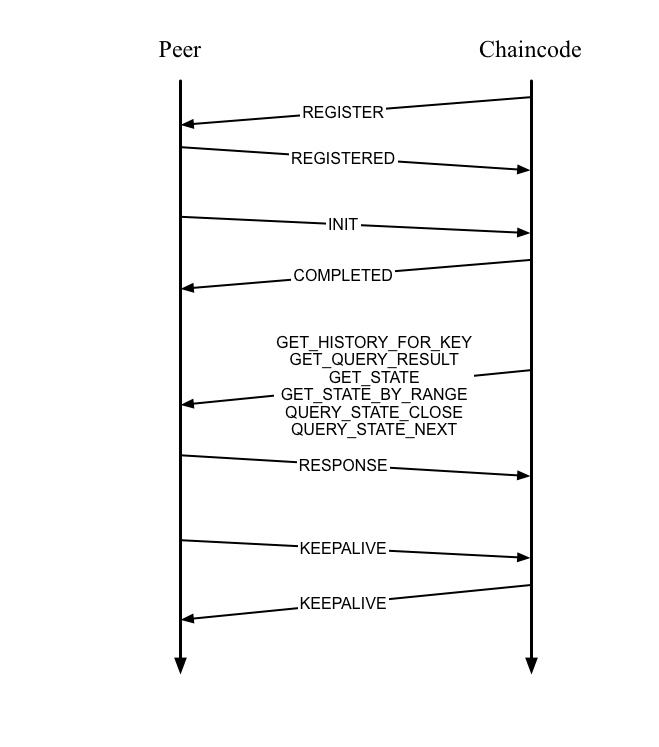 Peer
Chaincode
REGISTER
REGISTERED
INIT
COMPLETED
GET_HISTORY_FOR_KEY
GET_QUERY_RESULT
GET_STATE
GET_STATE_BY_RANGE
QUERY_STATE_CLOSE
QUERY_STATE_NEXT
RESPONSE
KEEPALIVE
KEEPALIVE